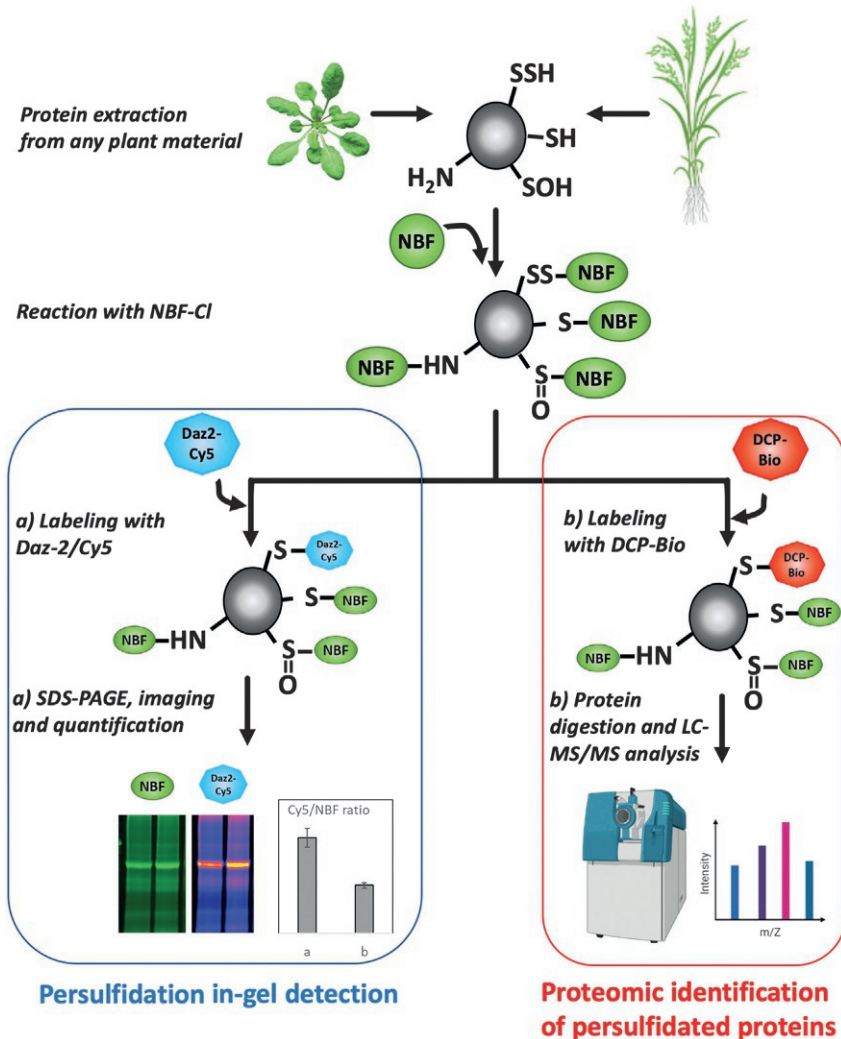 Protein extraction
from any plant material
SSH
SH
SOH
H₂N
NBF
Reaction with NBF-Cl
SS
NBF
S
NBF
NBF
HN
S
NBF
O
Daz2-
Cy5
a) Labeling with
Daz-2/Cy5
S
Daz2-
Cy5
S
NBF
NBF
HN
S
NBF
O
a) SDS-PAGE, imaging
and quantification
NBF
Daz2-
Cy5
Cy5/NBF ratio
a
b
Persulfidation in-gel detection
DCP-
Bio
b) Labeling
with DCP-Bio
S
DCP-
Bio
S
NBF
NBF
HN
S
NBF
O
b) Protein
digestion and LC-
MS/MS analysis
Intensity
m/Z
Proteomic identification
of persulfidated proteins